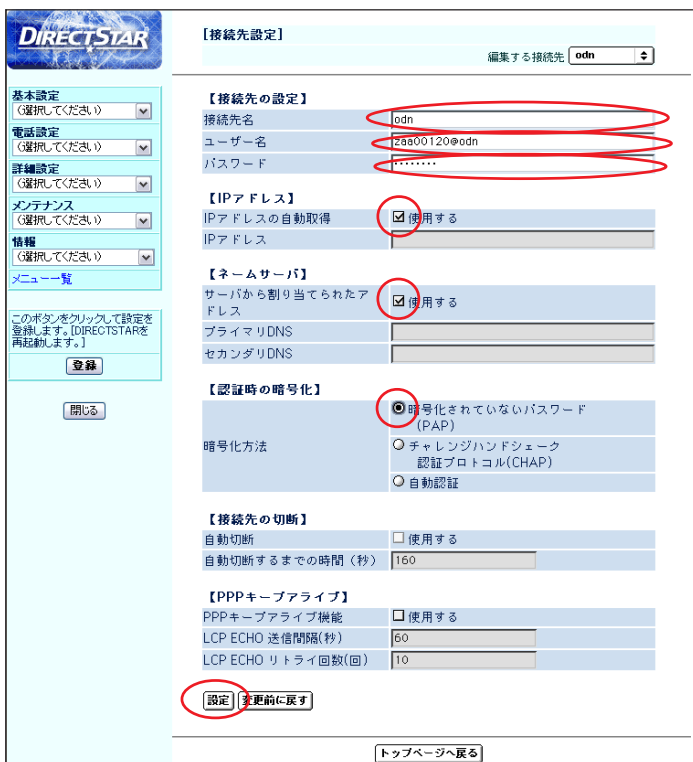 DIRECTSTAR
[接続先設定]
編集する接続先 odn
基本設定
(選択してください)
電話設定
(選択してください)
詳細設定
(選択してください)
メンテナンス
(選択してください)
情報
(選択してください)
メニュー一覧
このボタンをクリックして設定を
登録します。[DIRECTSTARを
再起動します。]
登録
閉じる
【接続先の設定】
接続先名 odn
ユーザー名 zaa00120@odn
パスワード ········
【IPアドレス】
IPアドレスの自動取得 使用する
IPアドレス
【ネームサーバ】
サーバから割り当てられたア
ドレス 使用する
プライマリDNS
セカンダリDNS
【認証時の暗号化】
暗号化方法
暗号化されていないパスワード
(PAP)
チャレンジハンドシェーク
認証プロトコル(CHAP)
自動認証
【接続先の切断】
自動切断 使用する
自動切断するまでの時間（秒） 160
【PPPキープアライブ】
PPPキープアライブ機能 使用する
LCP ECHO 送信間隔(秒) 60
LCP ECHO リトライ回数(回) 10
設定 変更前に戻す
トップページへ戻る